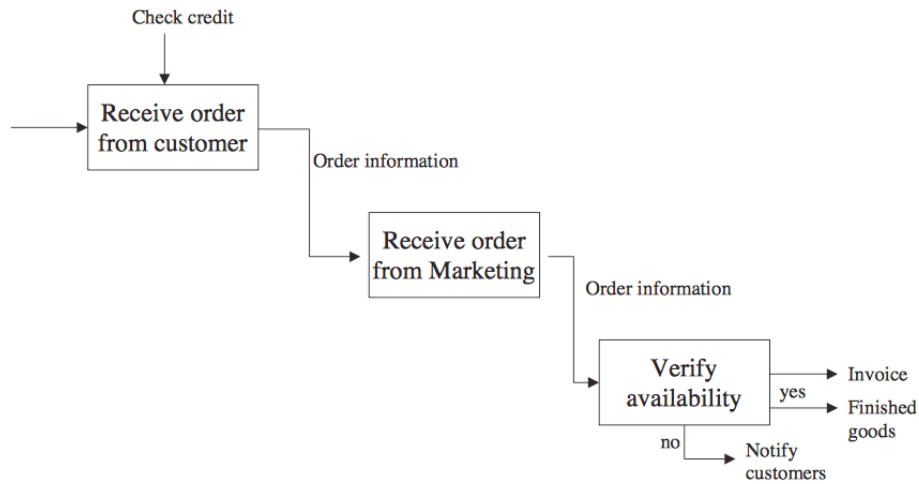 Check credit
Receive order
from customer
Order information
Receive order
from Marketing
Order information
Verify
availability
Invoice
yes
Finished
goods
no
Notify
customers